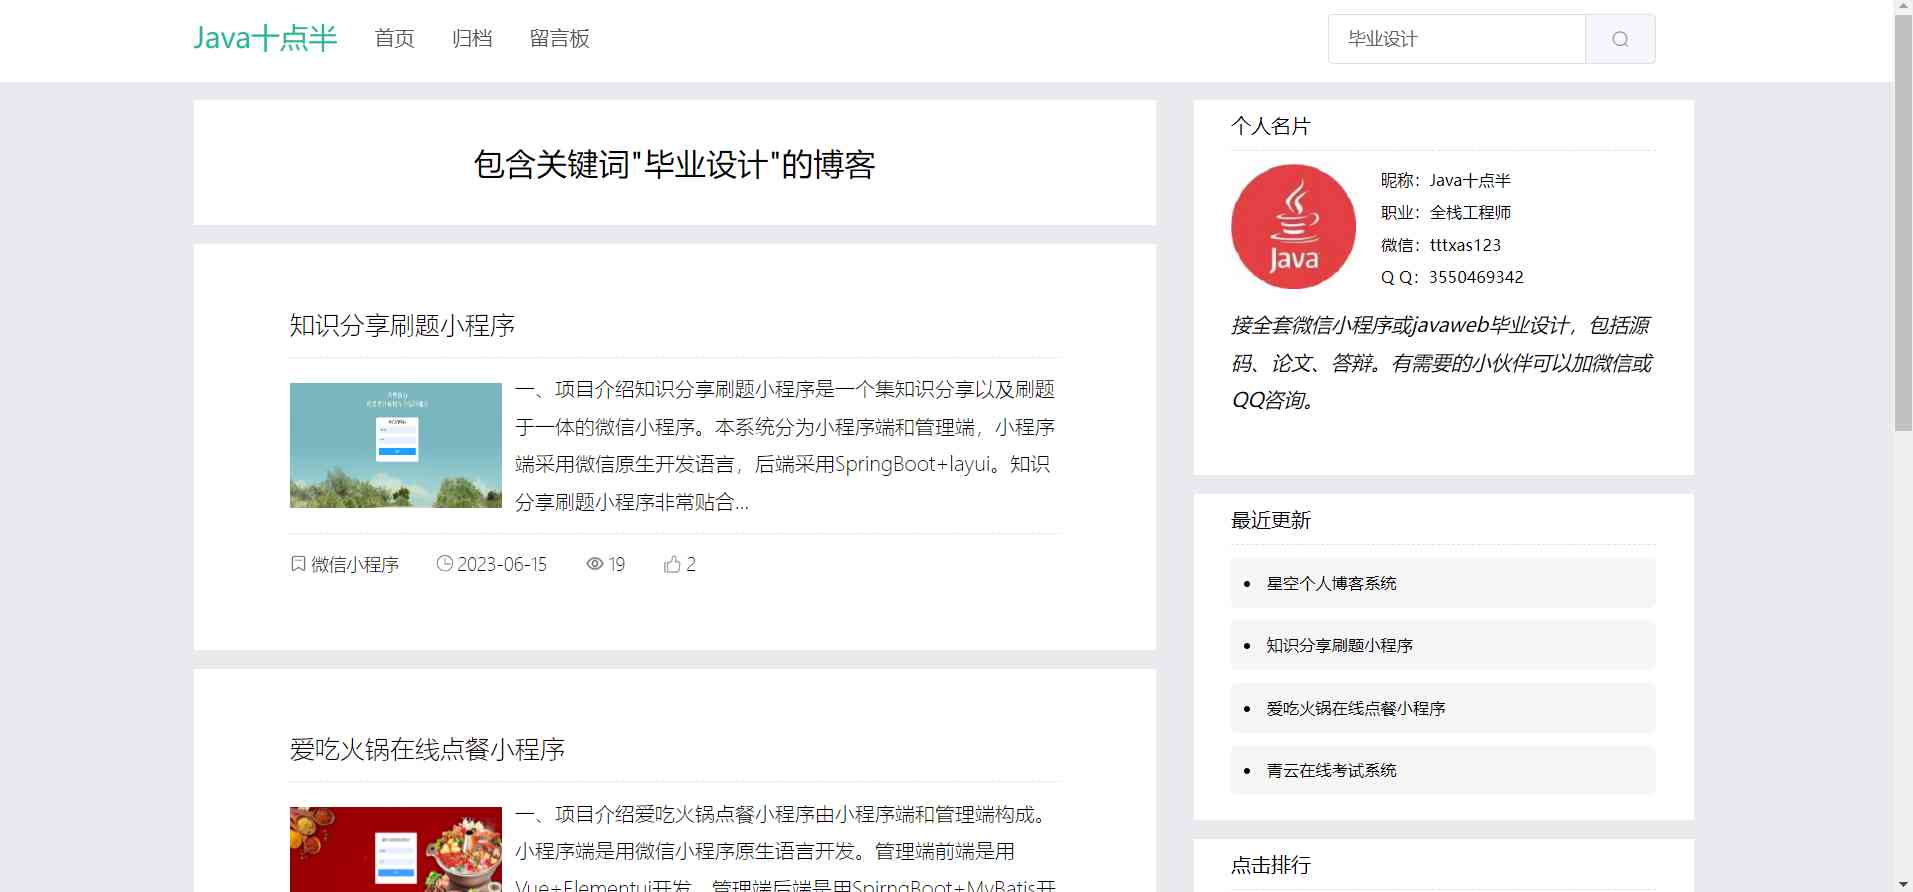 Java十点半
首页
归档
留言板
毕业设计
包含关键词"毕业设计"的博客
知识分享刷题小程序
一、项目介绍知识分享刷题小程序是一个集知识分享以及刷题
于一体的微信小程序。本系统分为小程序端和管理端，小程序
端采用微信原生开发语言，后端采用SpringBoot+layui。知识
分享刷题小程序非常贴合...
微信小程序
2023-06-15
19
2
爱吃火锅在线点餐小程序
一、项目介绍爱吃火锅点餐小程序由小程序端和管理端构成。
小程序端是用微信小程序原生语言开发。管理端前端是用
Vue+Elementui开发，管理端后端是用SpirngBoot+MyBatis开
个人名片
Java
昵称：Java十点半
职业：全栈工程师
微信：tttxas123
Q Q：3550469342
接全套微信小程序或javaweb毕业设计，包括源
码、论文、答辩。有需要的小伙伴可以加微信或
QQ咨询。
最近更新
星空个人博客系统
知识分享刷题小程序
爱吃火锅在线点餐小程序
青云在线考试系统
点击排行